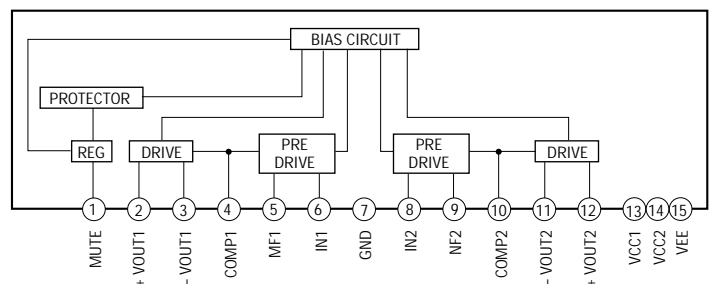 BIAS CIRCUIT
PROTECTOR
REG
DRIVE
PRE
DRIVE
PRE
DRIVE
DRIVE
1
2
3
4
5
6
7
8
9
10
11
12
13
14
15
MUTE
+ VOUT1
– VOUT1
COMP1
MF1
IN1
GND
IN2
NF2
COMP2
– VOUT2
+ VOUT2
VCC1
VCC2
VEE